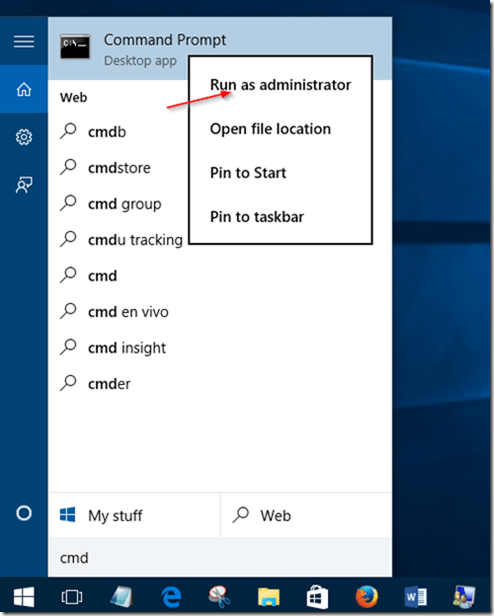 Command Prompt
Desktop app
Run as administrator
Open file location
Pin to Start
Pin to taskbar
Web
cmdb
cmdstore
cmd group
cmdu tracking
cmd
cmd en vivo
cmd insight
cmder
My stuff
Web
cmd